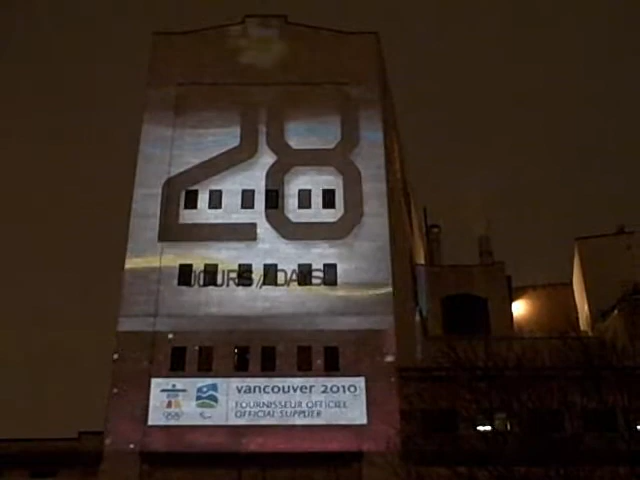 28
JOURS / DAYS
vancouver 2010
FOURNISSEUR OFFICIEL
OFFICIAL SUPPLIER